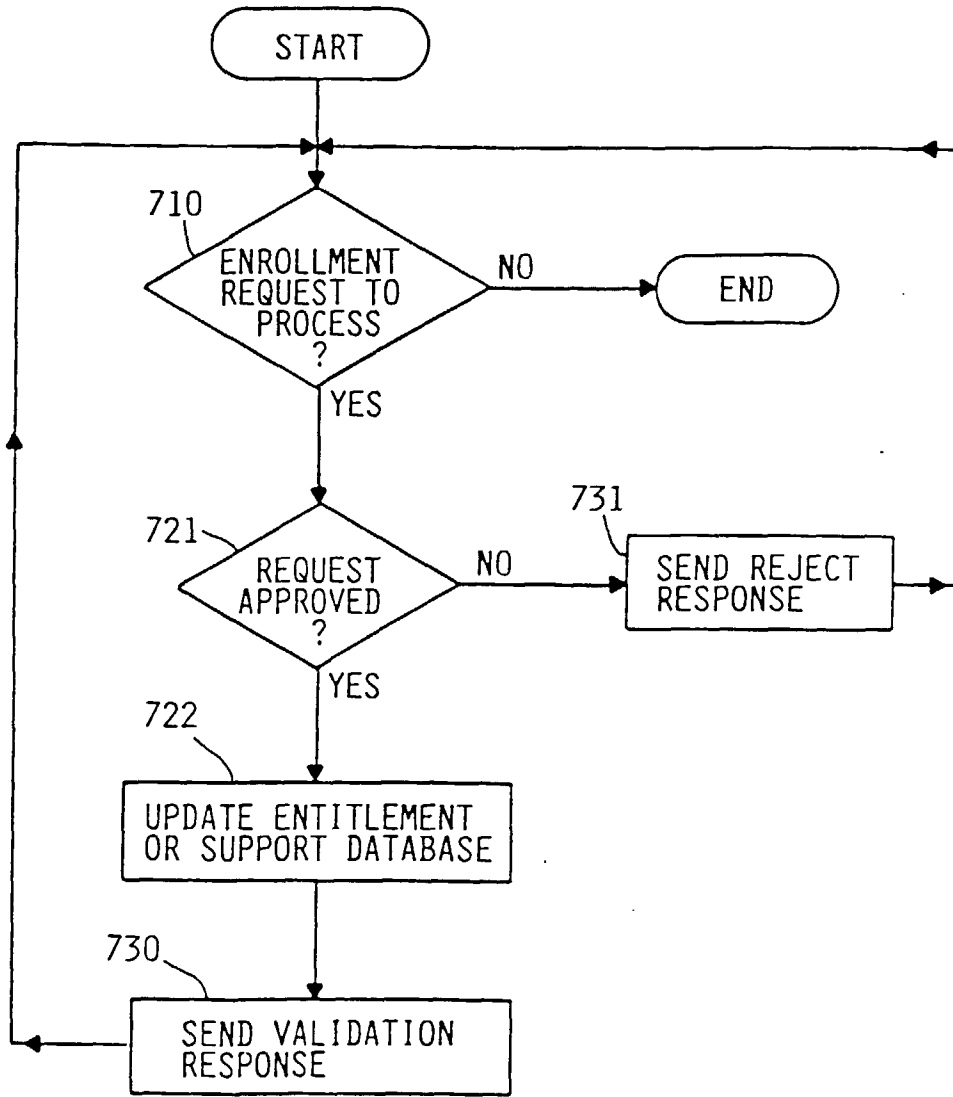 START
710
ENROLLMENT
REQUEST TO
PROCESS
?
NO
END
YES
721
REQUEST
APPROVED
?
NO
731
SEND REJECT
RESPONSE
YES
722
UPDATE ENTITLEMENT
OR SUPPORT DATABASE
730
SEND VALIDATION
RESPONSE